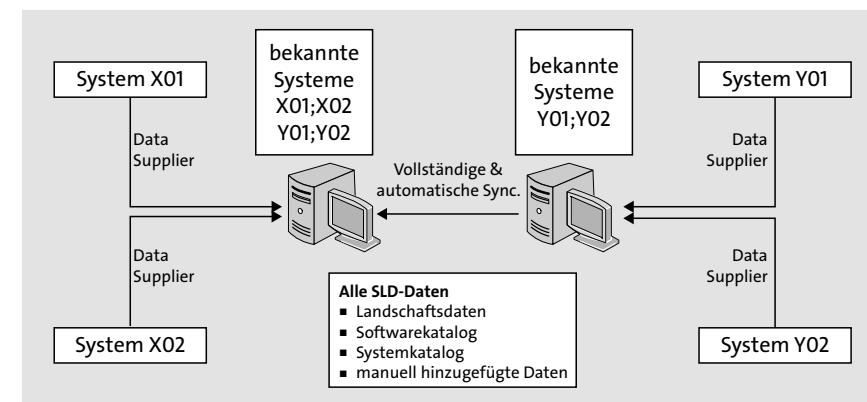 System X01
bekannte
Systeme
X01;X02
Y01;Y02
bekannte
Systeme
Y01;Y02
System Y01
Data
Supplier
Vollständige &
automatische Sync.
Data
Supplier
Data
Supplier
Data
Supplier
System X02
Alle SLD-Daten
▪ Landschaftsdaten
▪ Softwarekatalog
▪ Systemkatalog
▪ manuell hinzugefügte Daten
System Y02